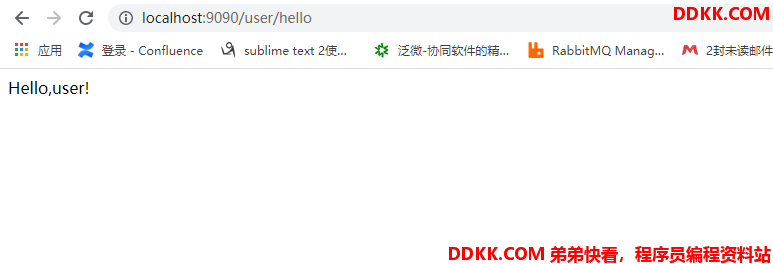 localhost:9090/user/hello
DDKK.COM
应用
登录 - Confluence
sublime text 2使...
泛微-协同软件的精...
RabbitMQ Manag...
2封未读邮件
Hello,user!
DDKK.COM 弟弟快看，程序员编程资料站